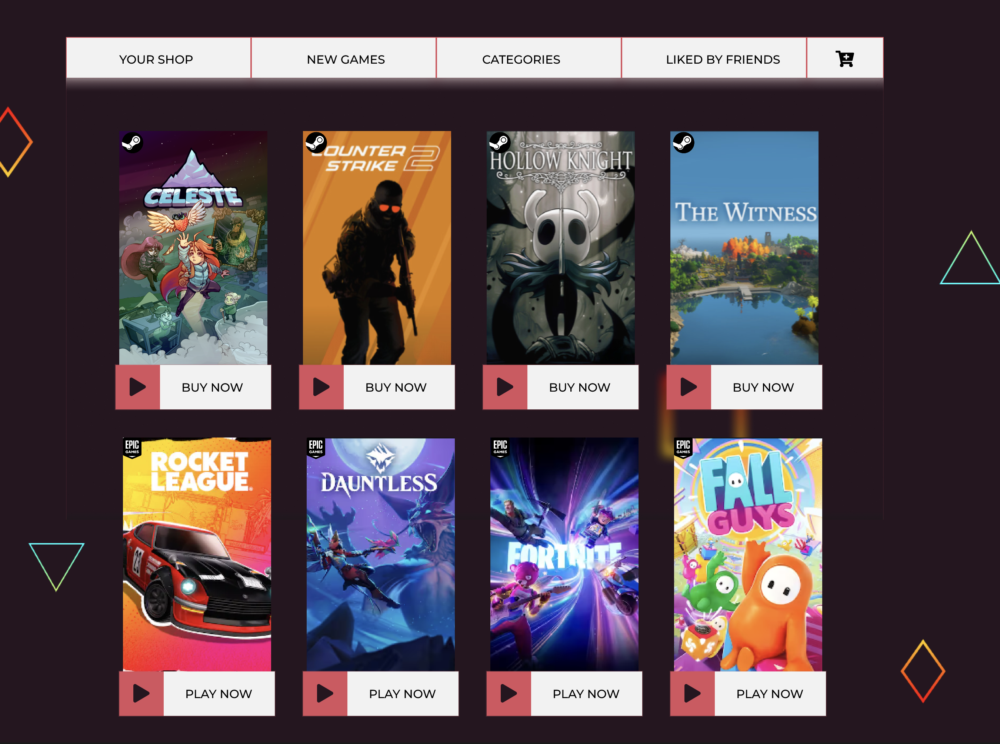 YOUR SHOP
NEW GAMES
CATEGORIES
LIKED BY FRIENDS
CELESTE
COUNTER
STRIKE 2
HOLLOW KNIGHT
THE WITNESS
BUY NOW
BUY NOW
BUY NOW
BUY NOW
EPIC
GAMES
ROCKET
LEAGUE
23
EPIC
GAMES
DAUNTLESS
EPIC
GAMES
FORTNITE
EPIC
GAMES
FALL
GUYS
PLAY NOW
PLAY NOW
PLAY NOW
PLAY NOW